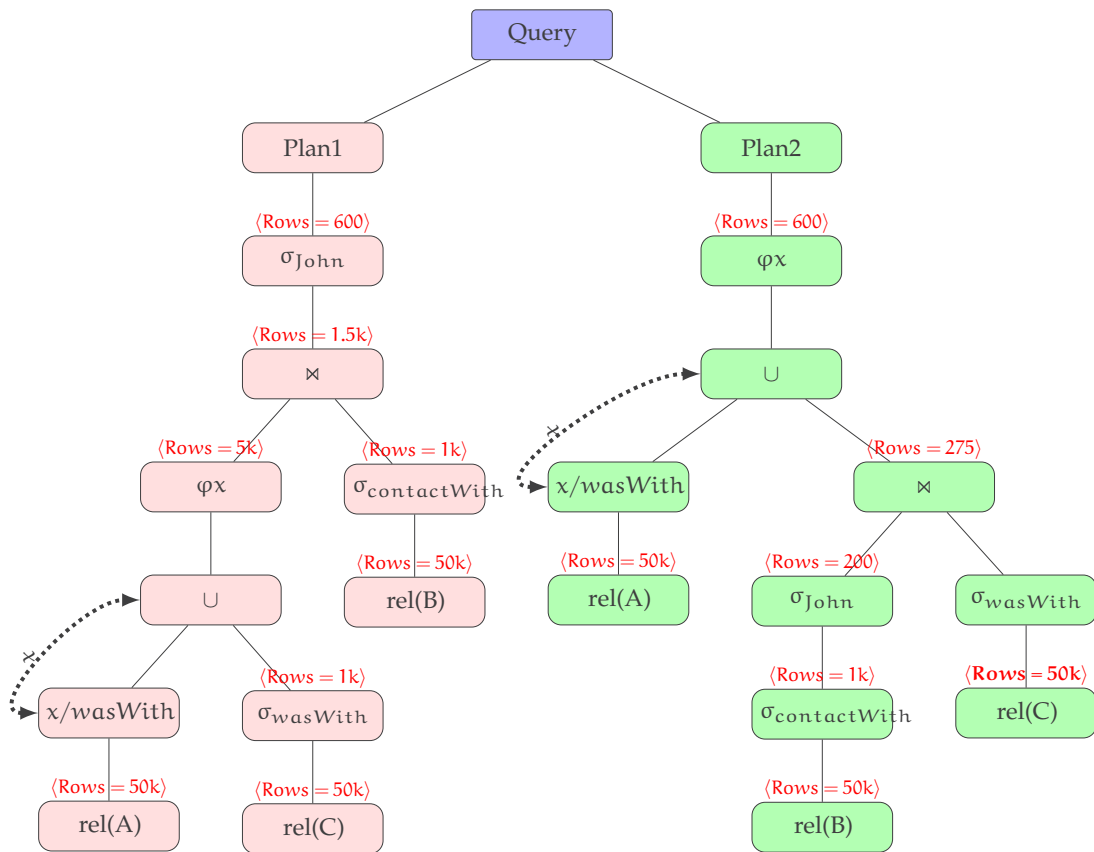 Query
Plan1 Plan2
⟨Rows = 600⟩ ⟨Rows = 600⟩
σJohn φx
⟨Rows = 1.5k⟩
⋈ ∪
x
⟨Rows = 5k⟩ ⟨Rows = 1k⟩ ⟨Rows = 275⟩
φx σcontactWith x/wasWith ⋈
⟨Rows = 50k⟩ ⟨Rows = 50k⟩ ⟨Rows = 200⟩
∪ rel(B) rel(A) σJohn σwasWith
x
⟨Rows = 1k⟩ ⟨Rows = 1k⟩ ⟨Rows = 50k⟩
x/wasWith σwasWith σcontactWith rel(C)
⟨Rows = 50k⟩ ⟨Rows = 50k⟩ ⟨Rows = 50k⟩
rel(A) rel(C) rel(B)